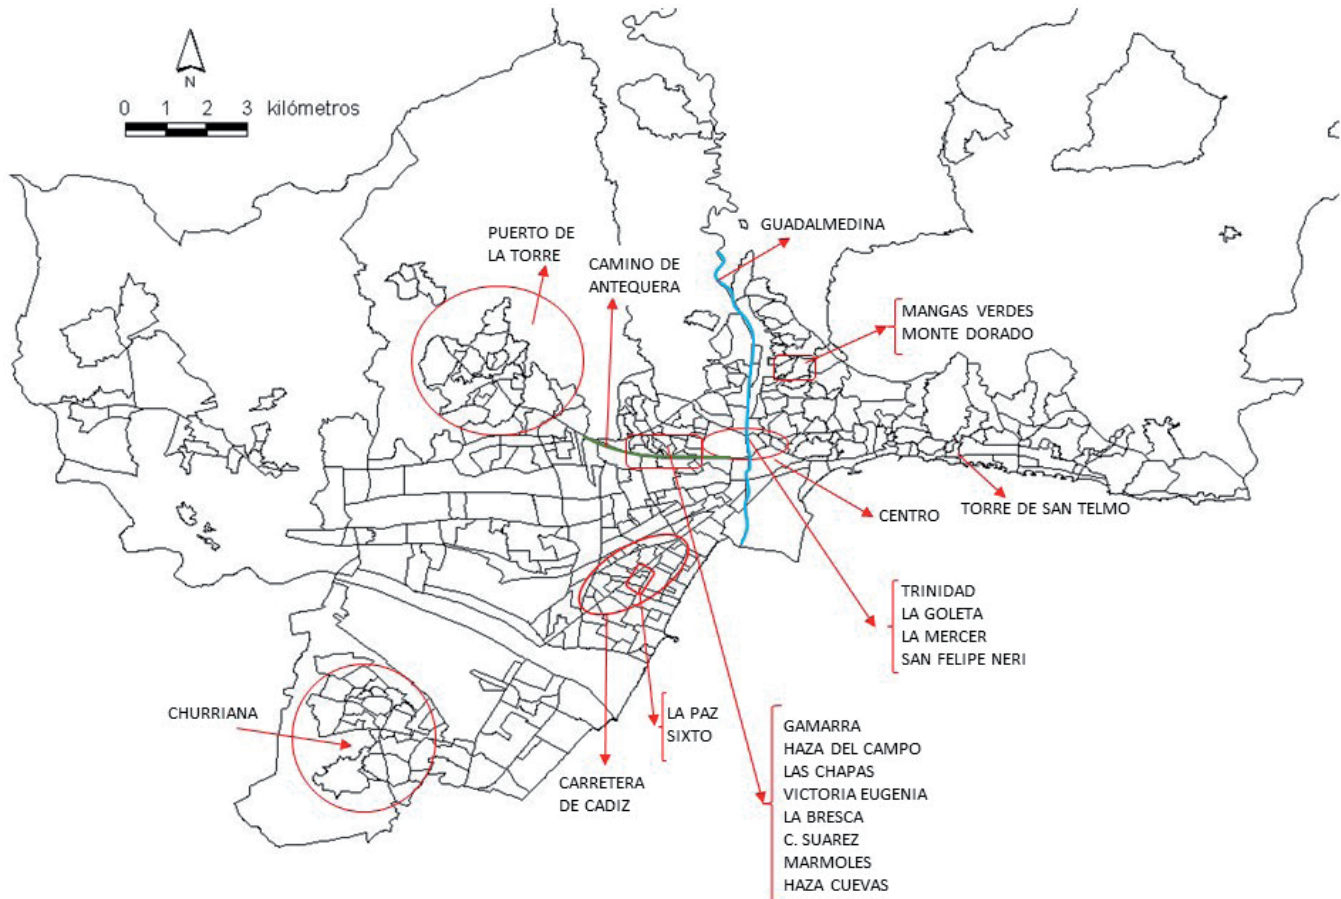 N
0 1 2 3 kilómetros
GUADALMEDINA
PUERTO DE
LA TORRE
CAMINO DE
ANTEQUERA
MANGAS VERDES
MONTE DORADO
CENTRO
TORRE DE SAN TELMO
TRINIDAD
LA GOLETA
LA MERCER
SAN FELIPE NERI
CHURRIANA
LA PAZ
SIXTO
CARRETERA
DE CADIZ
GAMARRA
HAZA DEL CAMPO
LAS CHAPAS
VICTORIA EUGENIA
LA BRESCA
C. SUAREZ
MARMOLES
HAZA CUEVAS